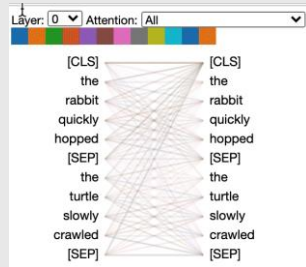 Layer: 0 Attention: All
[CLS] [CLS]
the the
rabbit rabbit
quickly quickly
hopped hopped
[SEP] [SEP]
the the
turtle turtle
slowly slowly
crawled crawled
[SEP] [SEP]